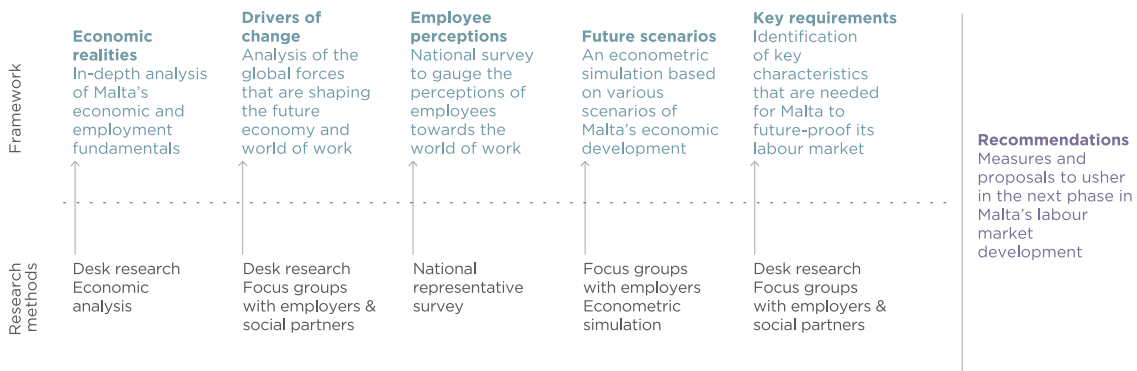 Framework
Economic
realities
In-depth analysis
of Malta's
economic and
employment
fundamentals
Drivers of
change
Analysis of the
global forces
that are shaping
the future
economy and
world of work
Employee
perceptions
National survey
to gauge the
perceptions of
employees
towards the
world of work
Future scenarios
An econometric
simulation based
on various
scenarios of
Malta's economic
development
Key requirements
Identification
of key
characteristics
that are needed
for Malta to
future-proof its
labour market
Research
methods
Desk research
Economic
analysis
Desk research
Focus groups
with employers &
social partners
National
representative
survey
Focus groups
with employers
Econometric
simulation
Desk research
Focus groups
with employers &
social partners
Recommendations
Measures and
proposals to usher
in the next phase in
Malta's labour
market
development